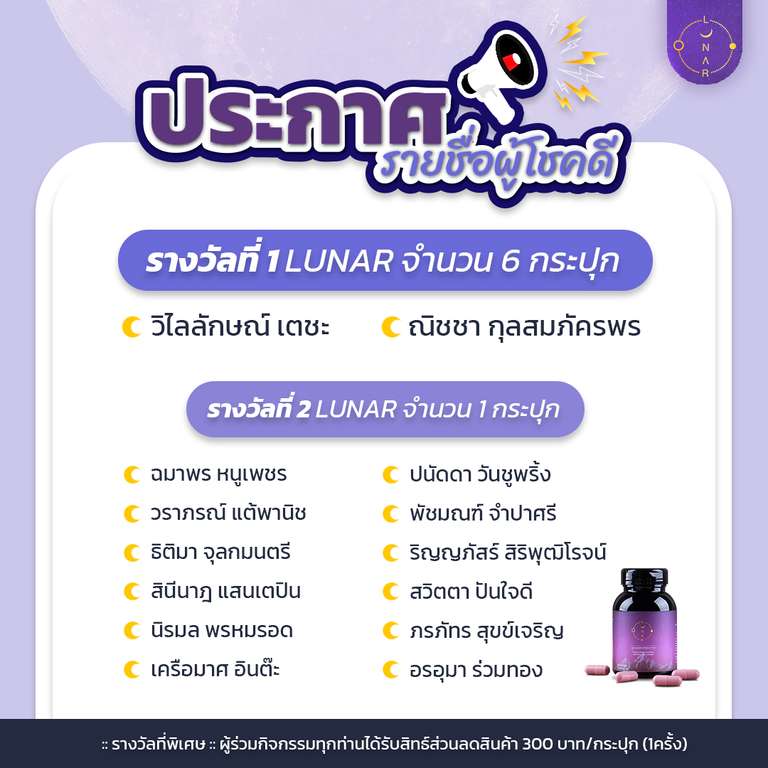 LUNAR
ประกาศ
รายชื่อผู้โชคดี
รางวัลที่ 1 LUNAR จำนวน 6 กระปุก
วิไลลักษณ์ เตชะ
ณิชชา กุลสมภัครพร
รางวัลที่ 2 LUNAR จำนวน 1 กระปุก
ฉมาพร หนูเพชร
ปนัดดา วันชูพริ้ง
วราภรณ์ แต้พานิช
พัชมณฑ์ จำปาศรี
ธิติมา จุลกมนตรี
ริญญภัสร์ สิริพุฒิโรจน์
สินีนาฎ แสนเตปิน
สวิตตา ปันใจดี
นิรมล พรหมรอด
ภรภัทร สุขข์เจริญ
เครือมาศ อินต๊ะ
อรอุมา ร่วมทอง
:: รางวัลที่พิเศษ :: ผู้ร่วมกิจกรรมทุกท่านได้รับสิทธ์ส่วนลดสินค้า 300 บาท/กระปุก (1ครั้ง)